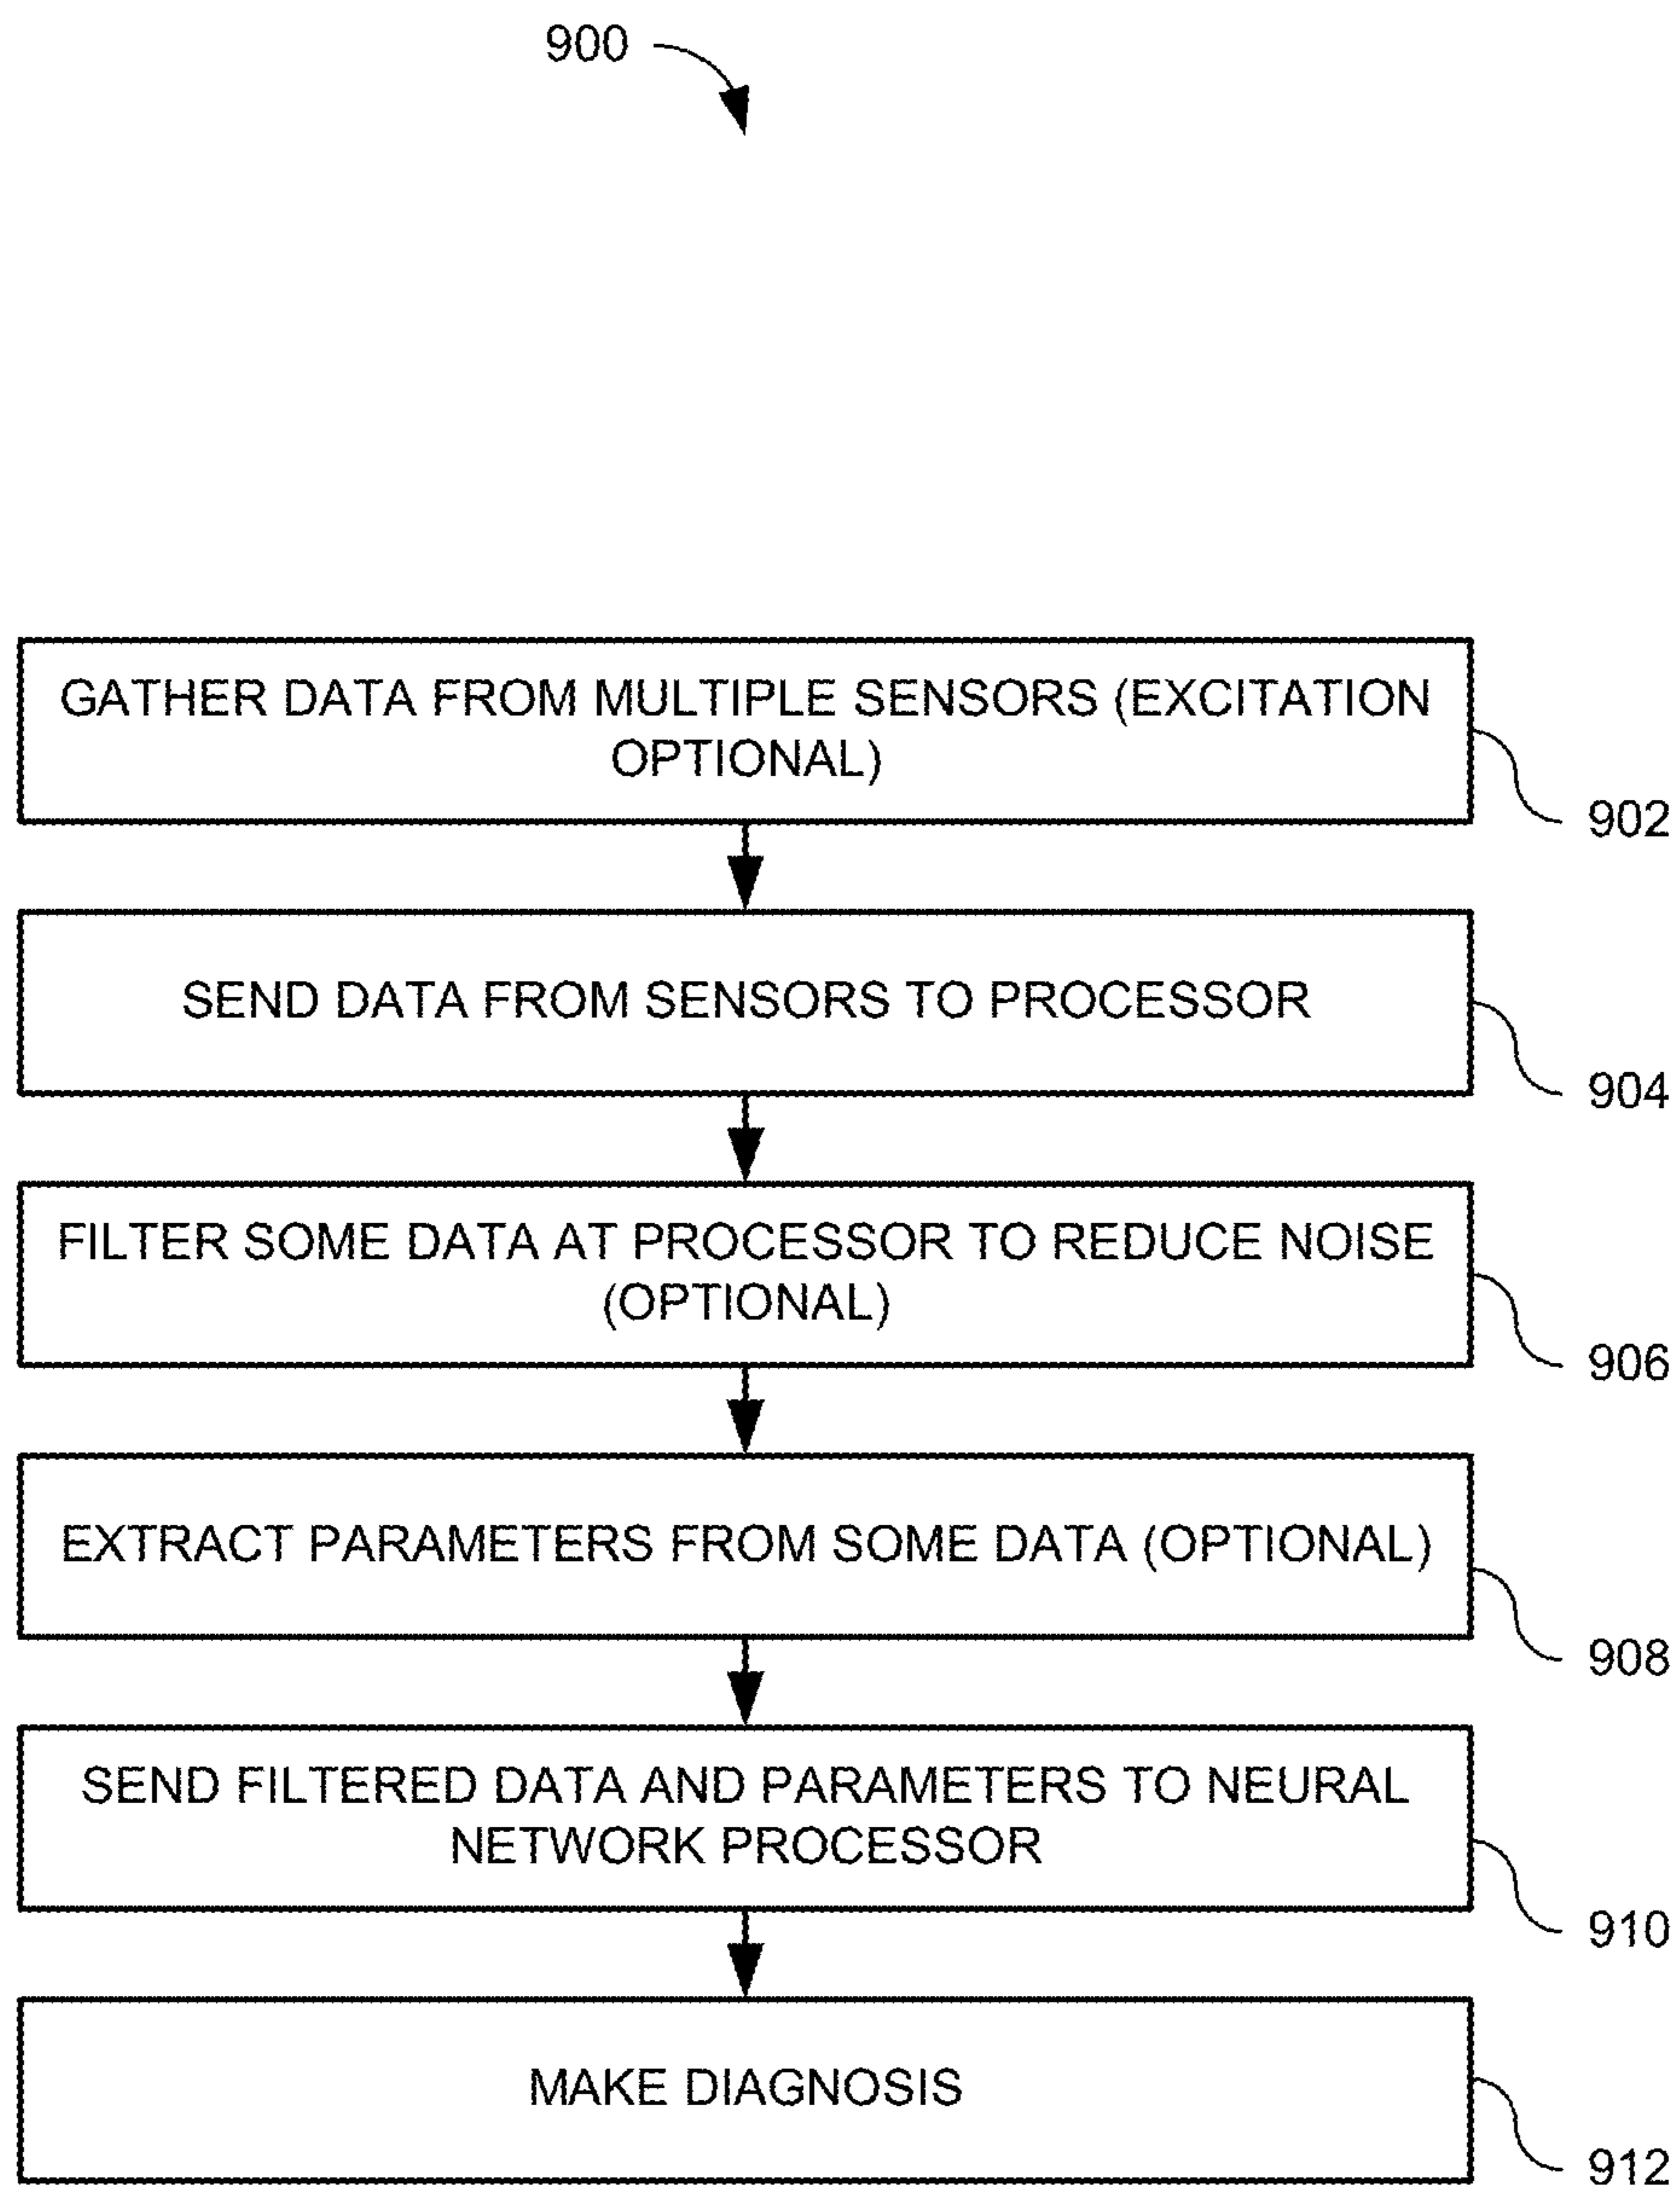 900
GATHER DATA FROM MULTIPLE SENSORS (EXCITATION
OPTIONAL)
902
SEND DATA FROM SENSORS TO PROCESSOR
904
FILTER SOME DATA AT PROCESSOR TO REDUCE NOISE
(OPTIONAL)
906
EXTRACT PARAMETERS FROM SOME DATA (OPTIONAL)
908
SEND FILTERED DATA AND PARAMETERS TO NEURAL
NETWORK PROCESSOR
910
MAKE DIAGNOSIS
912